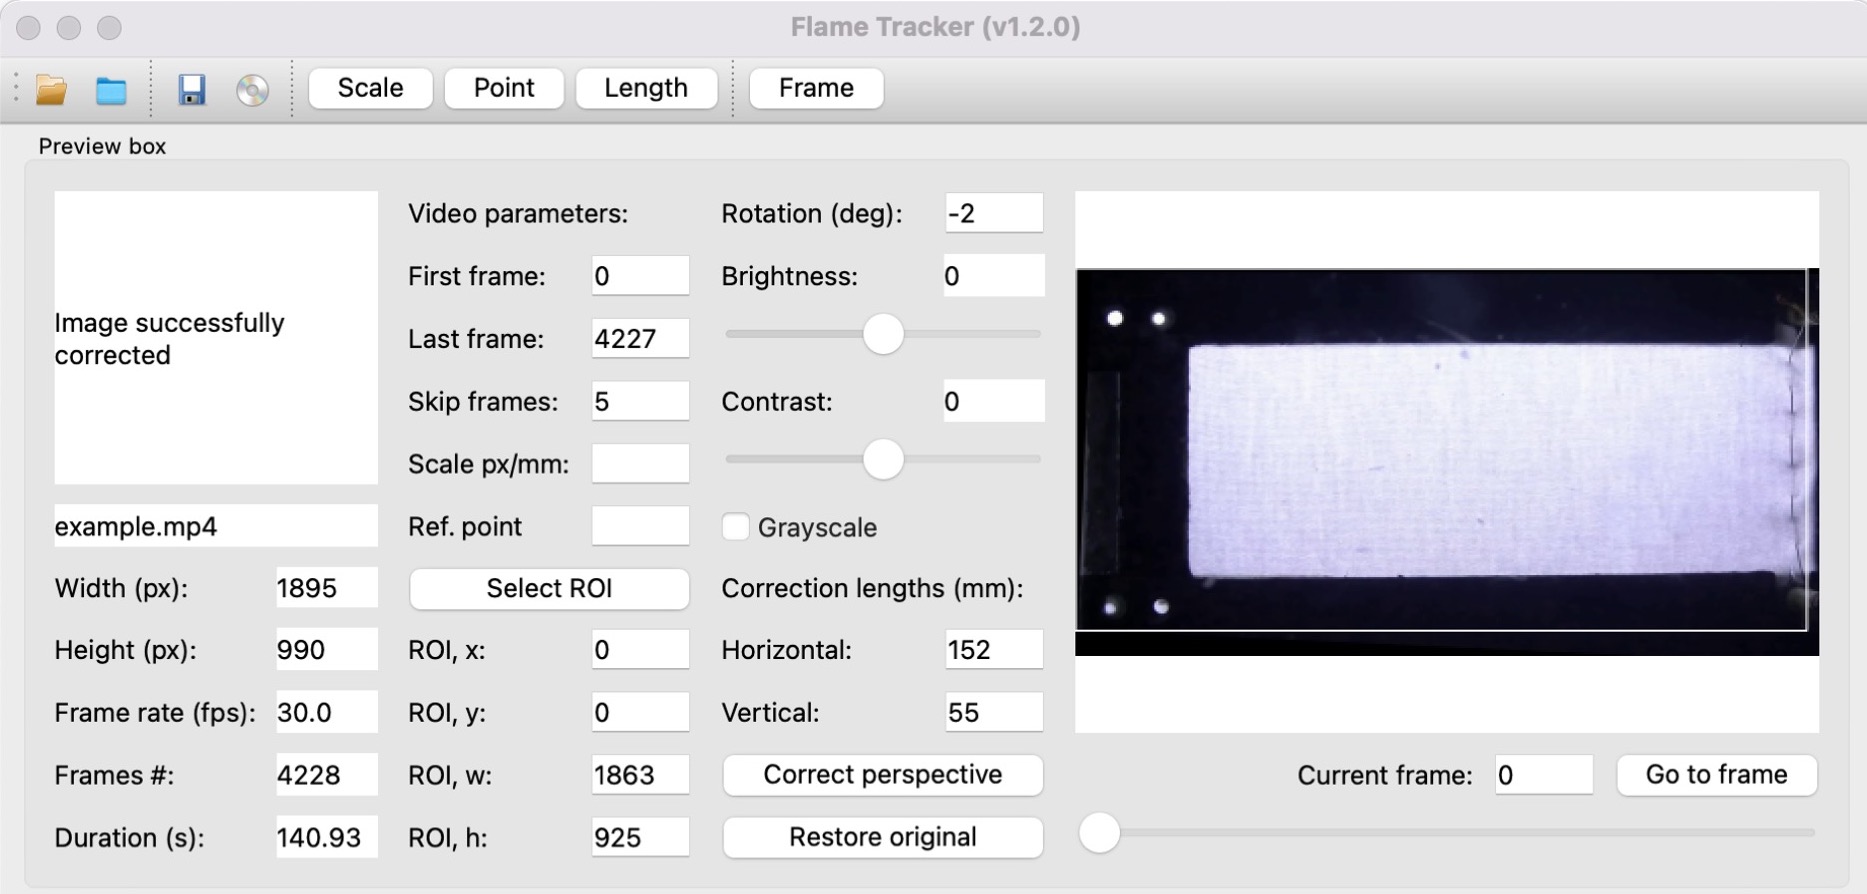 Flame Tracker (v1.2.0)
Scale Point Length Frame
Preview box
Image successfully
corrected
example.mp4
Width (px): 1895
Height (px): 990
Frame rate (fps): 30.0
Frames #: 4228
Duration (s): 140.93
Video parameters:
First frame: 0
Last frame: 4227
Skip frames: 5
Scale px/mm:
Ref. point
Select ROI
ROI, x: 0
ROI, y: 0
ROI, w: 1863
ROI, h: 925
Rotation (deg): -2
Brightness: 0
Contrast: 0
Grayscale
Correction lengths (mm):
Horizontal: 152
Vertical: 55
Correct perspective
Restore original
Current frame: 0 Go to frame